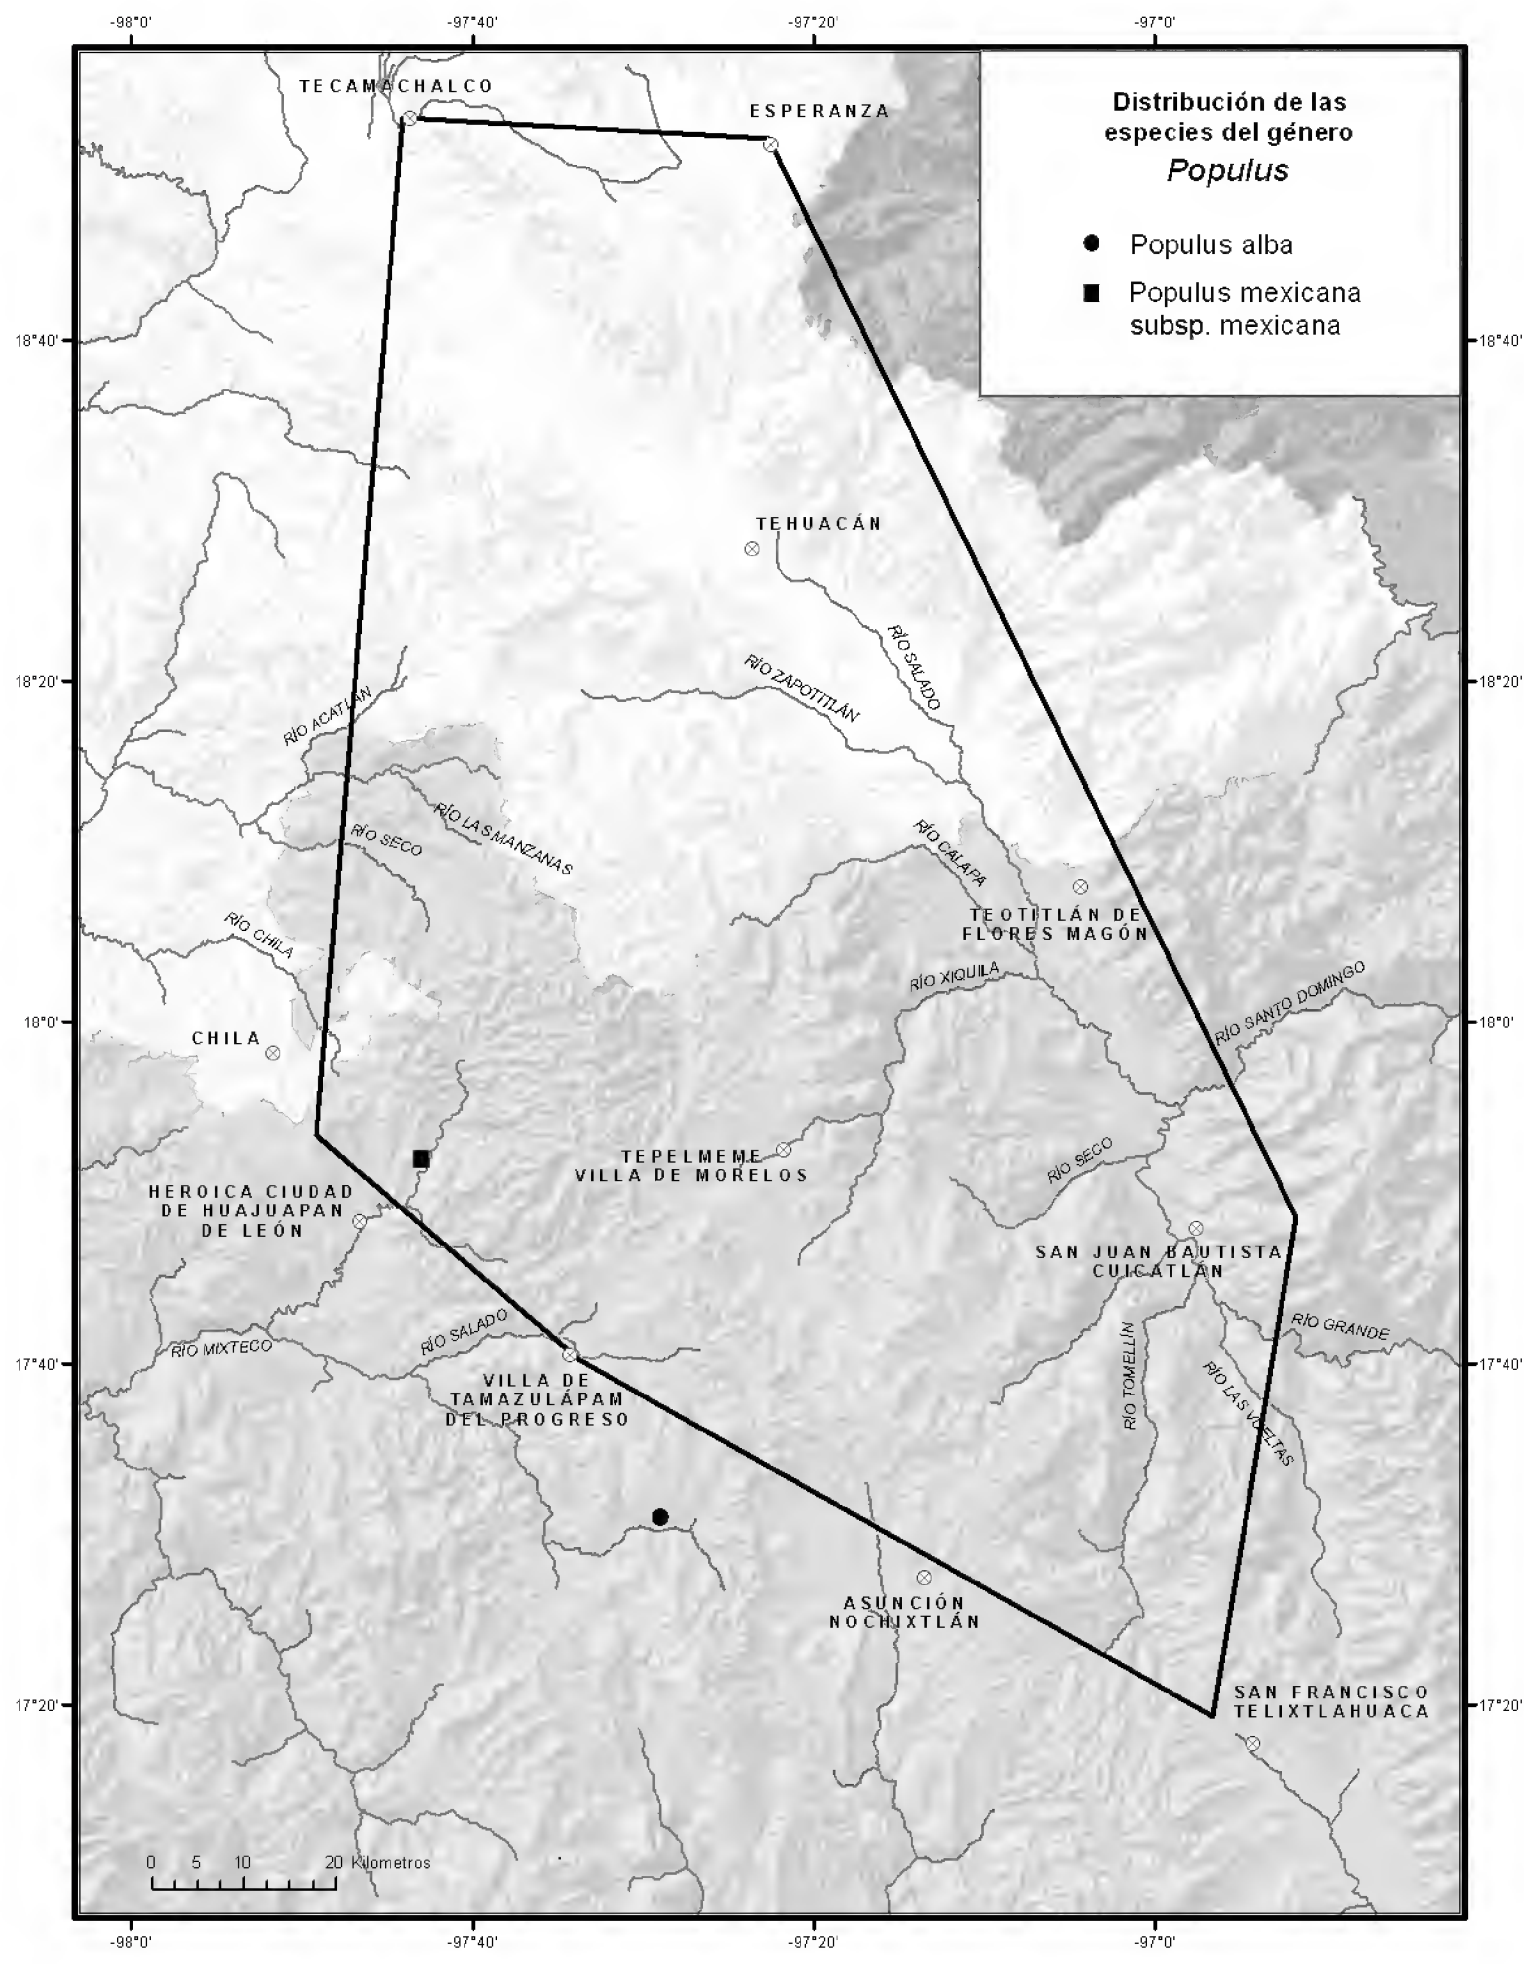 -98°0'
-97°40'
-97°20'
-97°0'
TECAMACHALCO
ESPERANZA
Distribución de las
especies del género
Populus
Populus alba
Populus mexicana
subsp. mexicana
18°40'
18°40'
TEHUACÁN
RÍO SALADO
RÍO ZAPOTITLÁN
18°20'
18°20'
RÍO ACATLÁN
RÍO LAS MANZANAS
RÍO SECO
RÍO CALAPA
TEOTITLÁN DE
FLORES MAGÓN
RÍO CHILA
RÍO XIQUILA
RÍO SANTO DOMINGO
18°0'
18°0'
CHILA
TEPELMEME
VILLA DE MORELOS
RÍO SECO
HEROICA CIUDAD
DE HUAJUAPAN
DE LEÓN
SAN JUAN BAUTISTA
CUICATLÁN
RÍO SALADO
RÍO MIXTECO
RÍO GRANDE
RÍO TOMELLÍN
RÍO LAS VUELTAS
17°40'
17°40'
VILLA DE
TAMAZULÁPAM
DEL PROGRESO
ASUNCIÓN
NOCHIXTLÁN
17°20'
17°20'
SAN FRANCISCO
TELIXTLAHUACA
0 5 10 20 Kilometros
-98°0'
-97°40'
-97°20'
-97°0'